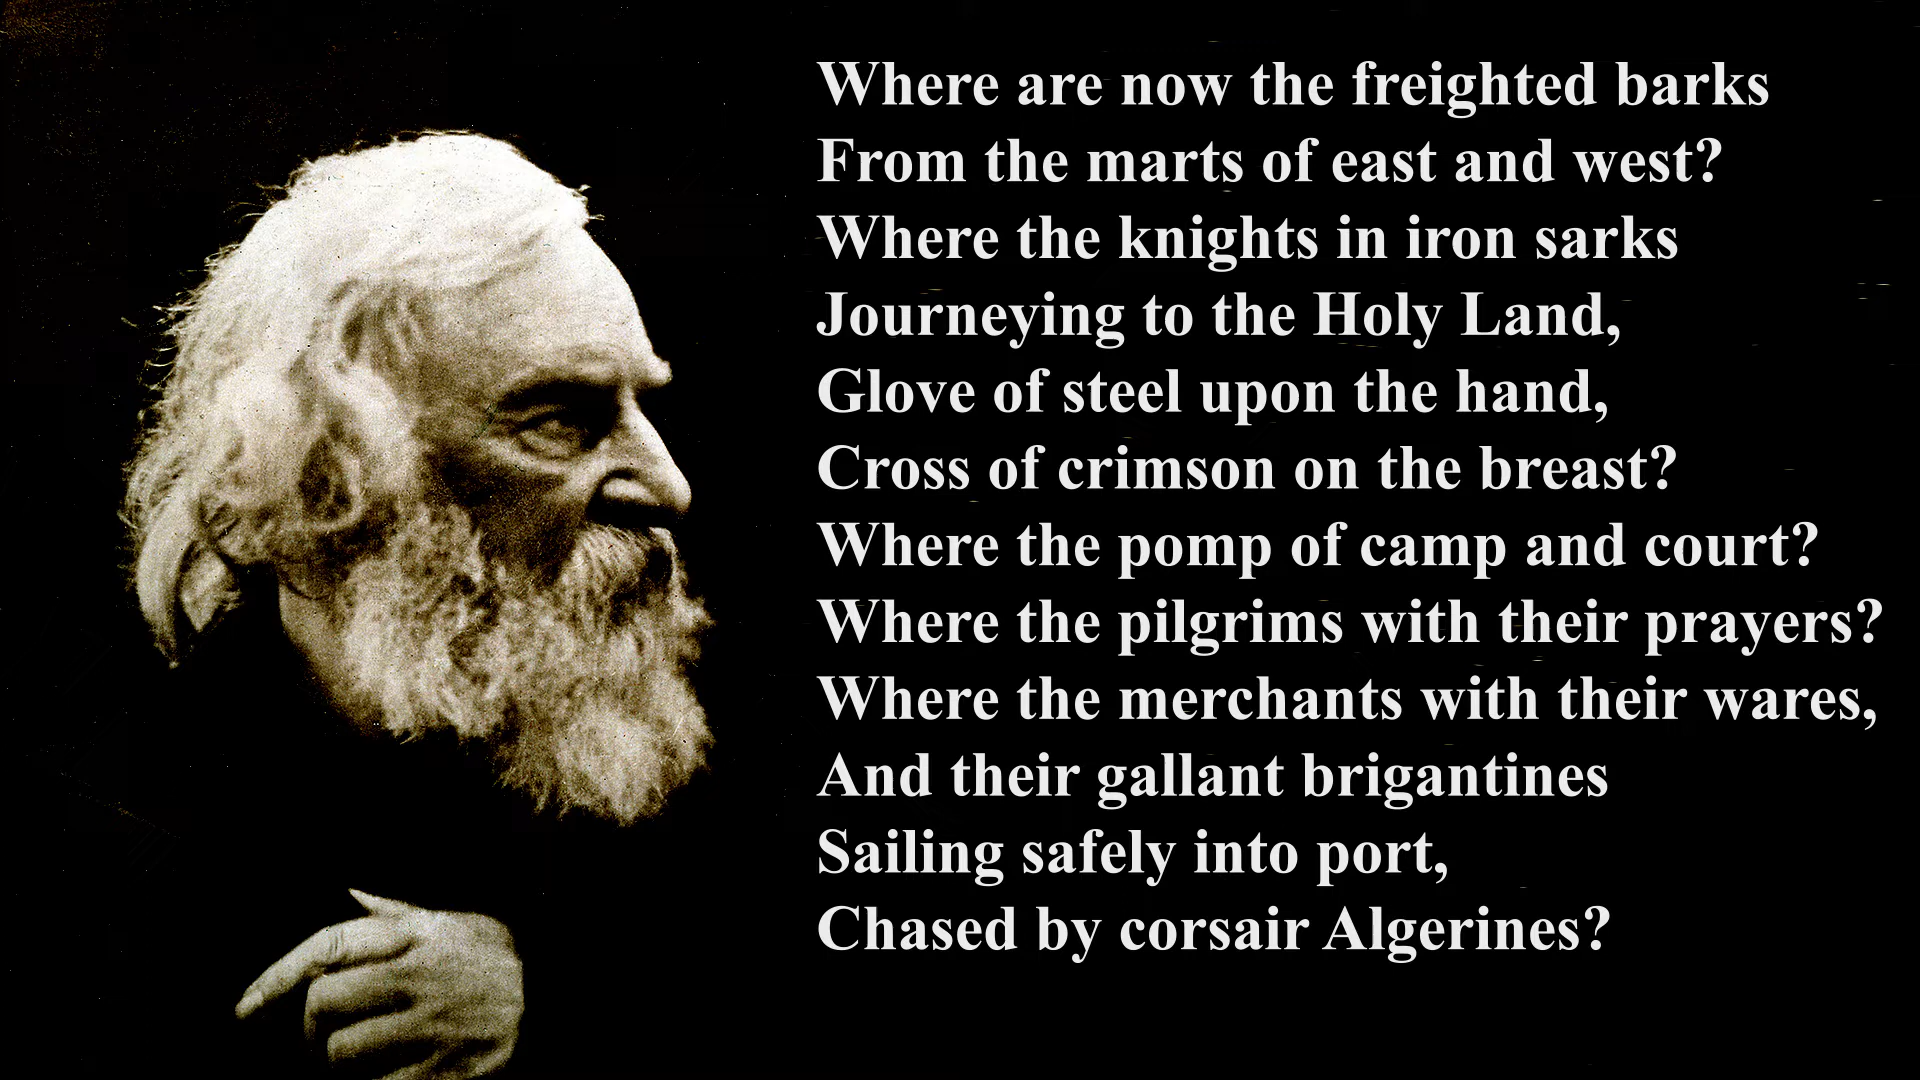 Where are now the freighted barks
From the marts of east and west?
Where the knights in iron sarks
Journeying to the Holy Land,
Glove of steel upon the hand,
Cross of crimson on the breast?
Where the pomp of camp and court?
Where the pilgrims with their prayers?
Where the merchants with their wares,
And their gallant brigantines
Sailing safely into port,
Chased by corsair Algerines?